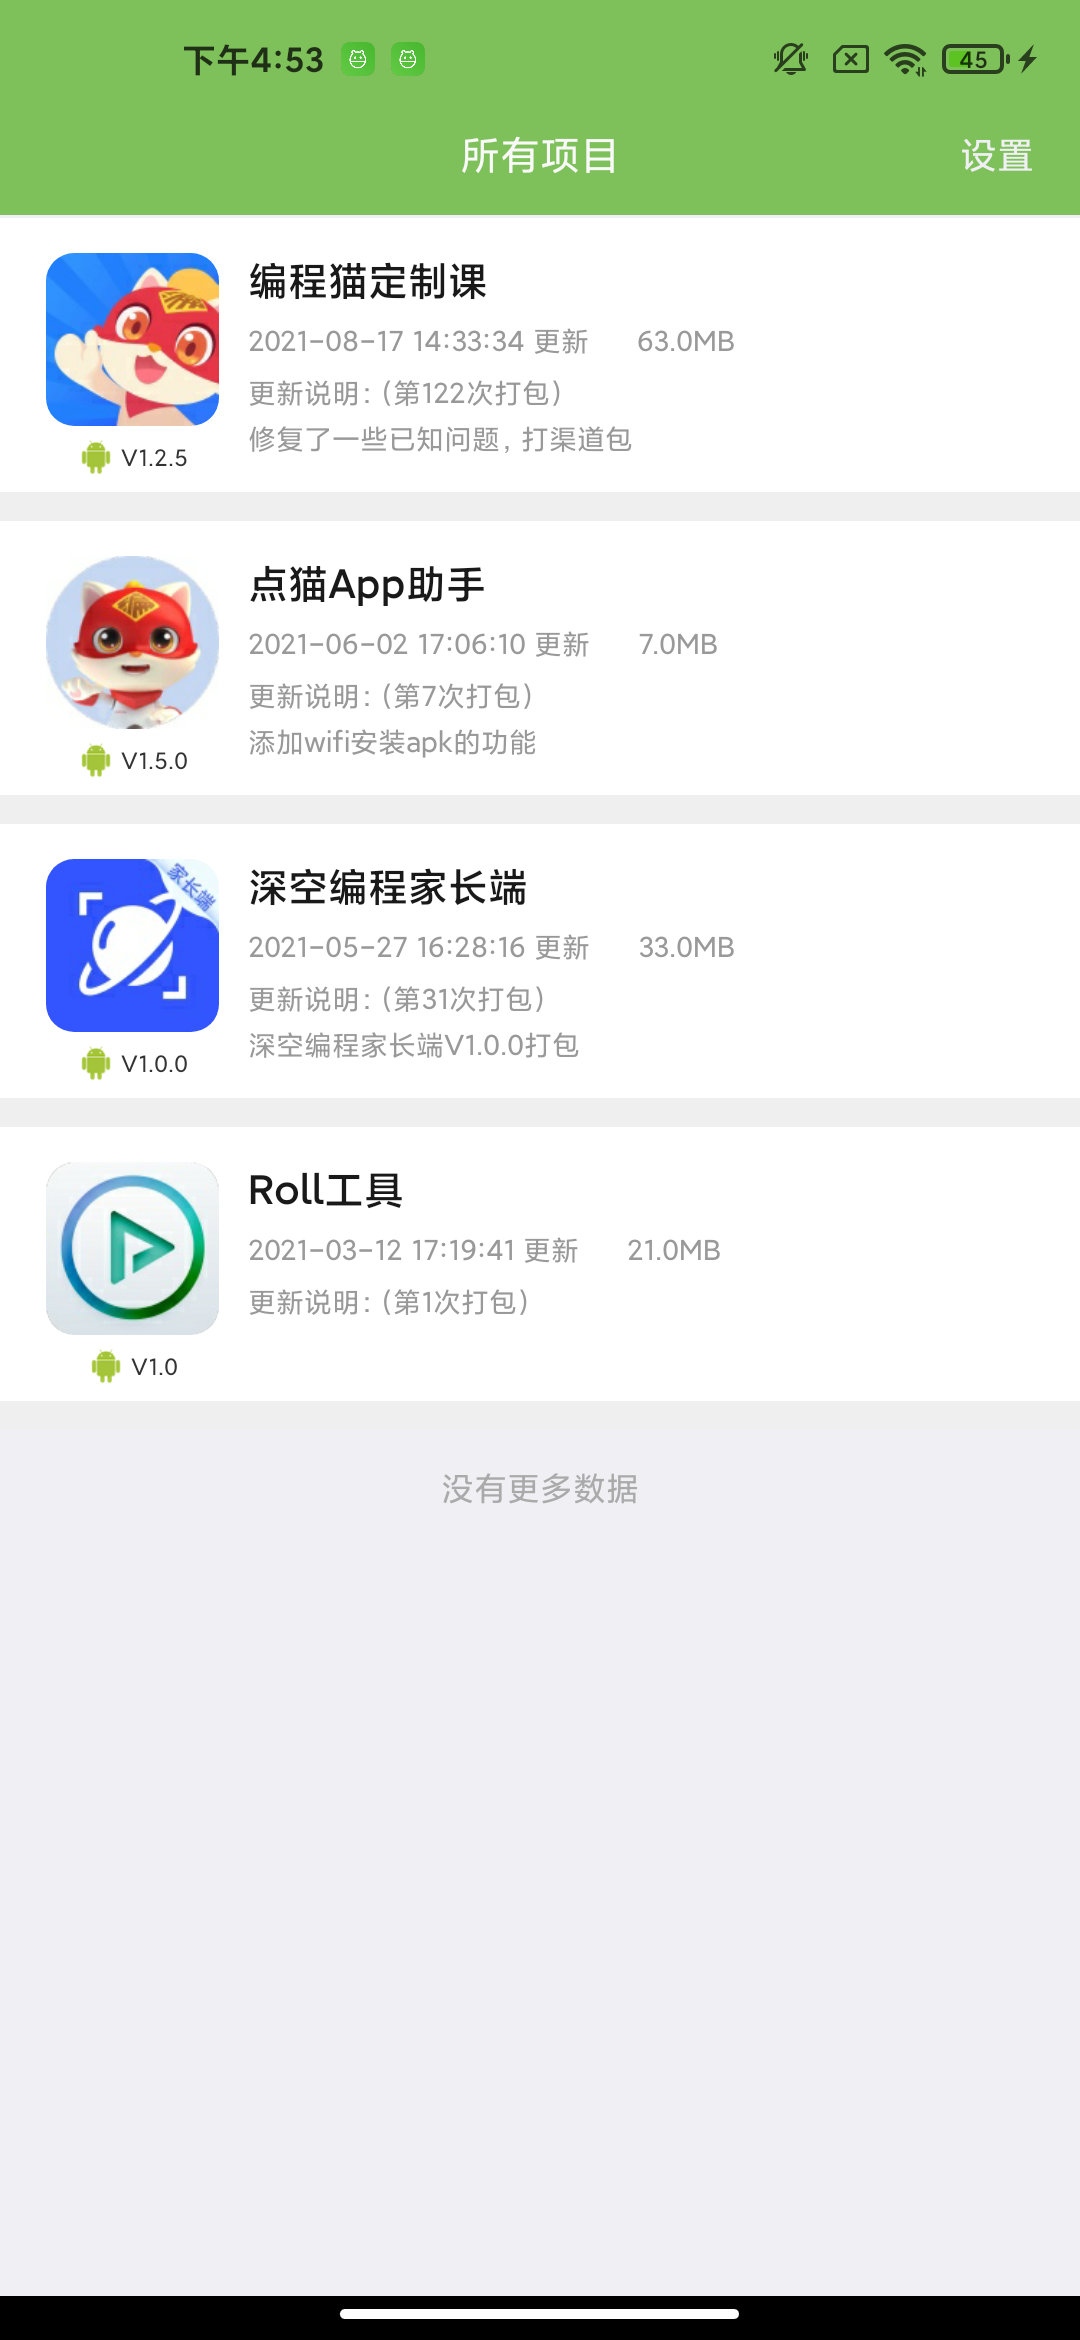 下午4:53
45
所有项目
设置
编程猫定制课
2021-08-17 14:33:34 更新 63.0MB
更新说明:(第122次打包)
修复了一些已知问题, 打渠道包
V1.2.5
点猫App助手
2021-06-02 17:06:10 更新 7.0MB
更新说明:(第7次打包)
添加wifi安装apk的功能
V1.5.0
家长端
深空编程家长端
2021-05-27 16:28:16 更新 33.0MB
更新说明:(第31次打包)
深空编程家长端V1.0.0打包
V1.0.0
Roll工具
2021-03-12 17:19:41 更新 21.0MB
更新说明:(第1次打包)
V1.0
没有更多数据